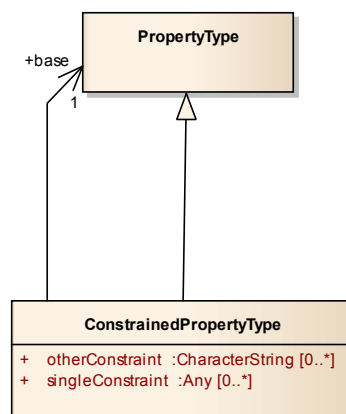 PropertyType
+base
1
ConstrainedPropertyType
+ otherConstraint :CharacterString [0..*]
+ singleConstraint :Any [0..*]